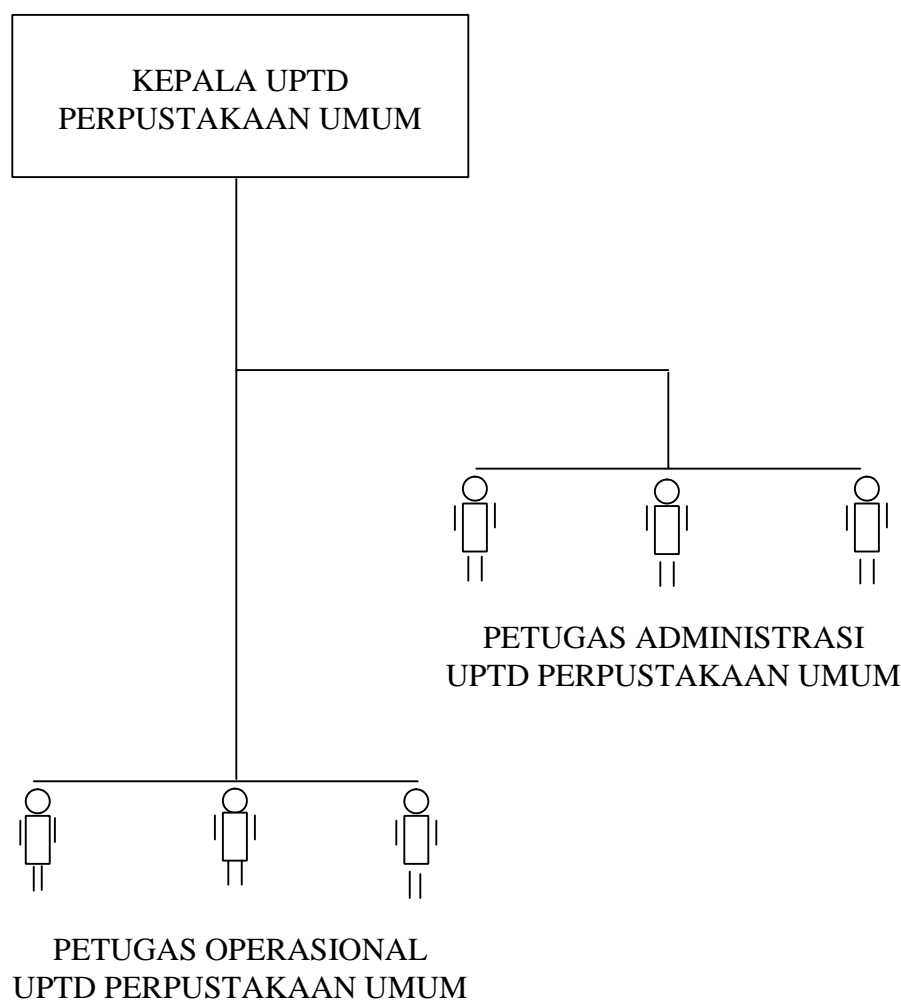 KEPALA UPTD
PERPUSTAKAAN UMUM
PETUGAS ADMINISTRASI
UPTD PERPUSTAKAAN UMUM
PETUGAS OPERASIONAL
UPTD PERPUSTAKAAN UMUM